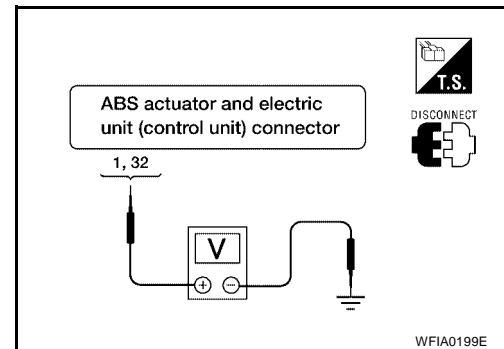 T.S.
DISCONNECT
ABS actuator and electric
unit (control unit) connector
1, 32
V
+ −
WFIA0199E